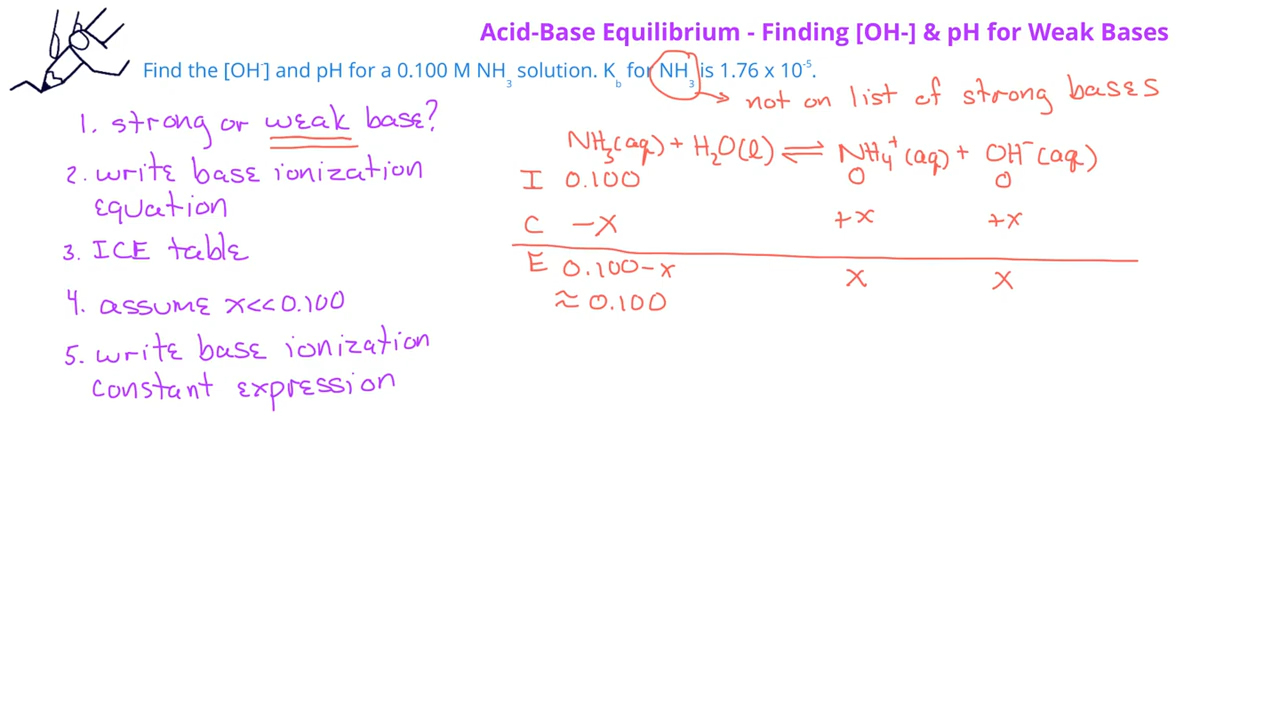 Acid-Base Equilibrium - Finding [OH-] & pH for Weak Bases
Find the [OH⁻] and pH for a 0.100 M NH₃ solution. K_b for NH₃ is 1.76 x 10⁻⁵.
not on list of strong bases
1. strong or weak base?
2. write base ionization
equation
3. ICE table
4. assume x<<0.100
5. write base ionization
constant expression
NH₃(aq) + H₂O(l) ⇌ NH₄⁺(aq) + OH⁻(aq)
I 0.100 0 0
C -x +x +x
E 0.100-x x x
≈ 0.100